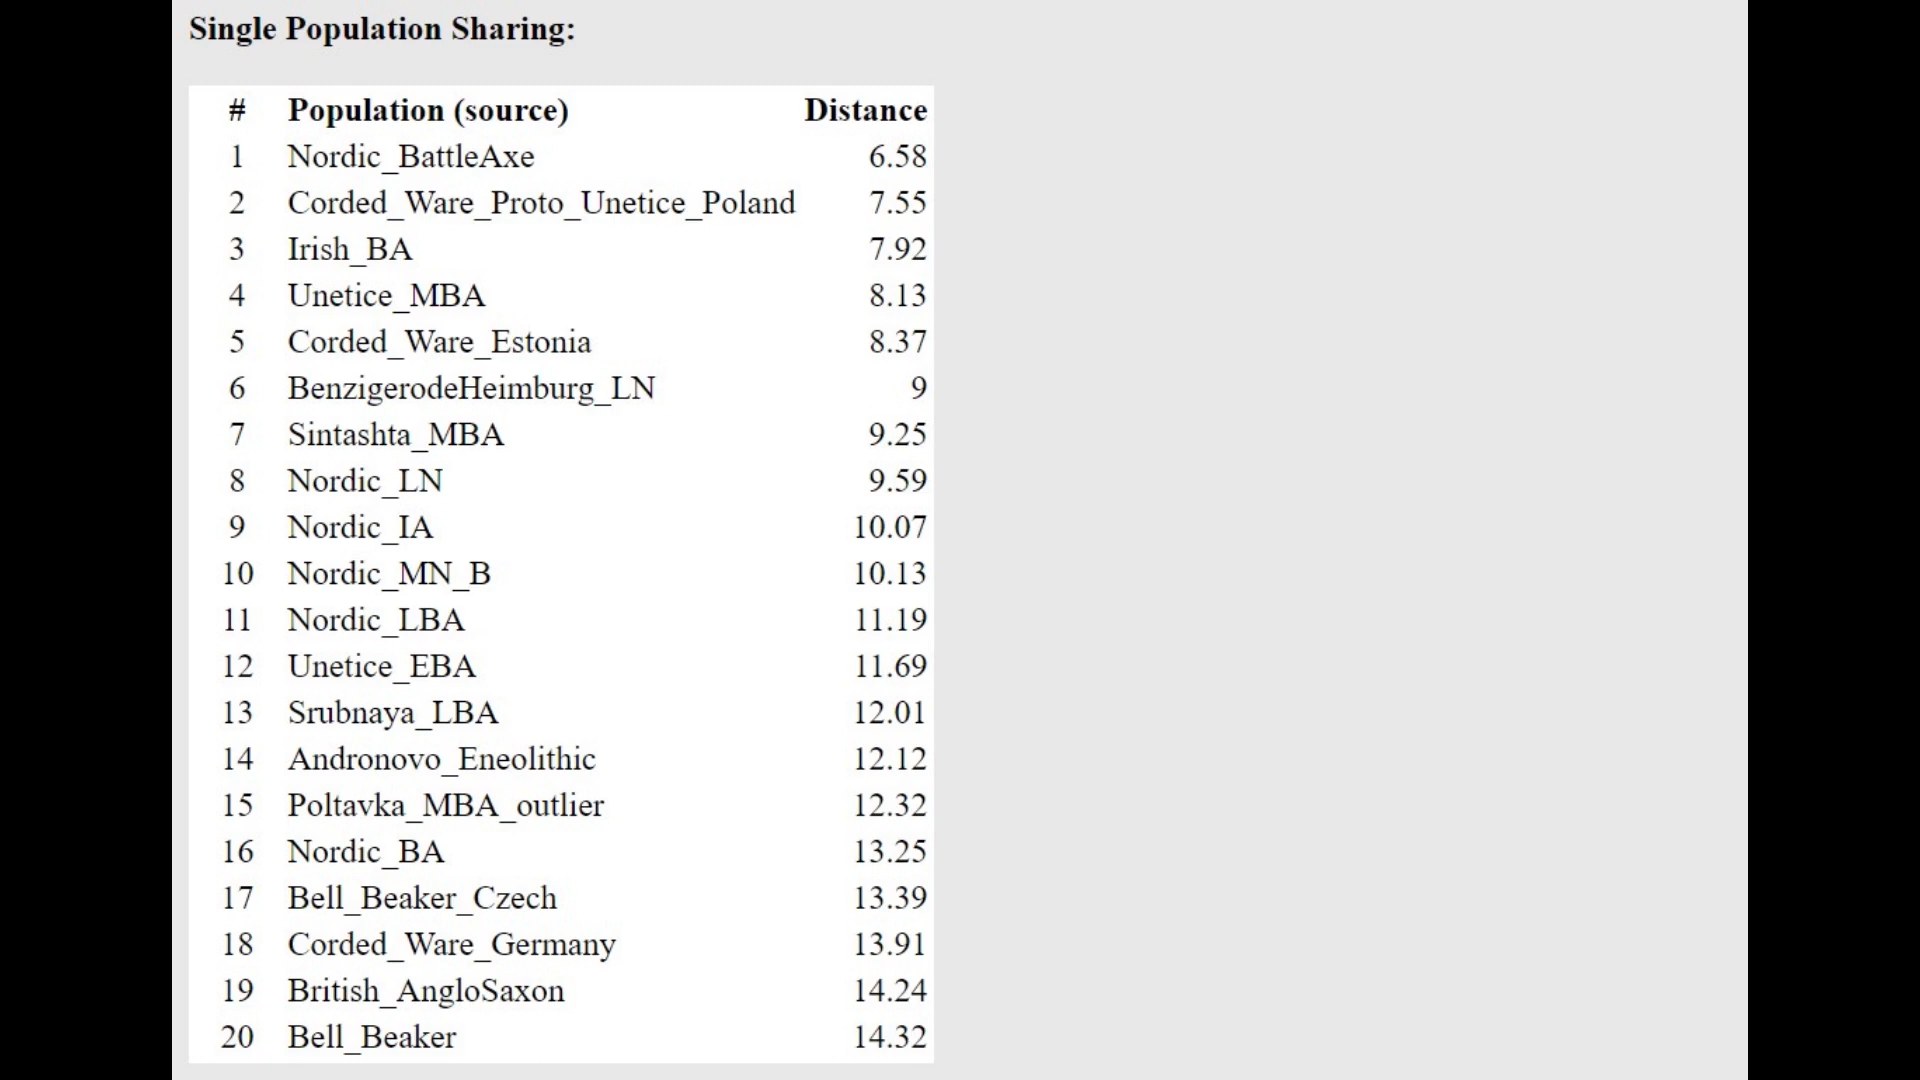 Single Population Sharing:
# Population (source) Distance
1 Nordic_BattleAxe 6.58
2 Corded_Ware_Proto_Unetice_Poland 7.55
3 Irish_BA 7.92
4 Unetice_MBA 8.13
5 Corded_Ware_Estonia 8.37
6 BenzigerodeHeimburg_LN 9
7 Sintashta_MBA 9.25
8 Nordic_LN 9.59
9 Nordic_IA 10.07
10 Nordic_MN_B 10.13
11 Nordic_LBA 11.19
12 Unetice_EBA 11.69
13 Srubnaya_LBA 12.01
14 Andronovo_Eneolithic 12.12
15 Poltavka_MBA_outlier 12.32
16 Nordic_BA 13.25
17 Bell_Beaker_Czech 13.39
18 Corded_Ware_Germany 13.91
19 British_AngloSaxon 14.24
20 Bell_Beaker 14.32